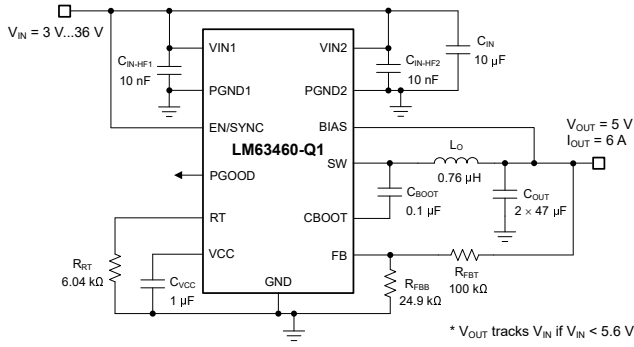 V_IN = 3 V...36 V
C_IN-HF1
10 nF
VIN1
PGND1
EN/SYNC
PGOOD
RT
VCC
GND
LM63460-Q1
VIN2
PGND2
BIAS
SW
CBOOT
FB
C_IN-HF2
10 nF
C_IN
10 µF
L_O
0.76 µH
V_OUT = 5 V
I_OUT = 6 A
C_BOOT
0.1 µF
C_OUT
2 × 47 µF
R_RT
6.04 kΩ
C_VCC
1 µF
R_FBB
24.9 kΩ
R_FBT
100 kΩ
* V_OUT tracks V_IN if V_IN < 5.6 V